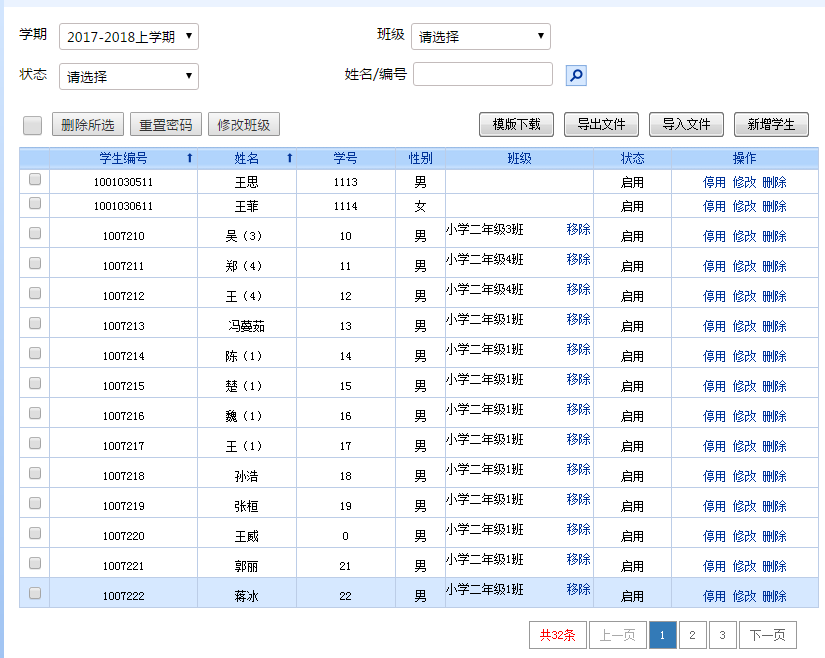 学期 2017-2018上学期 班级 请选择
状态 请选择 姓名/编号
删除所选 重置密码 修改班级 模版下载 导出文件 导入文件 新增学生
学生编号 姓名 学号 性别 班级 状态 操作
1001030511 王思 1113 男 启用 停用 修改 删除
1001030611 王菲 1114 女 启用 停用 修改 删除
1007210 吴（3） 10 男 小学二年级3班 移除 启用 停用 修改 删除
1007211 郑（4） 11 男 小学二年级4班 移除 启用 停用 修改 删除
1007212 王（4） 12 男 小学二年级4班 移除 启用 停用 修改 删除
1007213 冯蘷茹 13 男 小学二年级1班 移除 启用 停用 修改 删除
1007214 陈（1） 14 男 小学二年级1班 移除 启用 停用 修改 删除
1007215 楚（1） 15 男 小学二年级1班 移除 启用 停用 修改 删除
1007216 魏（1） 16 男 小学二年级1班 移除 启用 停用 修改 删除
1007217 王（1） 17 男 小学二年级1班 移除 启用 停用 修改 删除
1007218 孙浩 18 男 小学二年级1班 移除 启用 停用 修改 删除
1007219 张桓 19 男 小学二年级1班 移除 启用 停用 修改 删除
1007220 王威 0 男 小学二年级1班 移除 启用 停用 修改 删除
1007221 郭丽 21 男 小学二年级1班 移除 启用 停用 修改 删除
1007222 蒋冰 22 男 小学二年级1班 移除 启用 停用 修改 删除
共32条 上一页 1 2 3 下一页